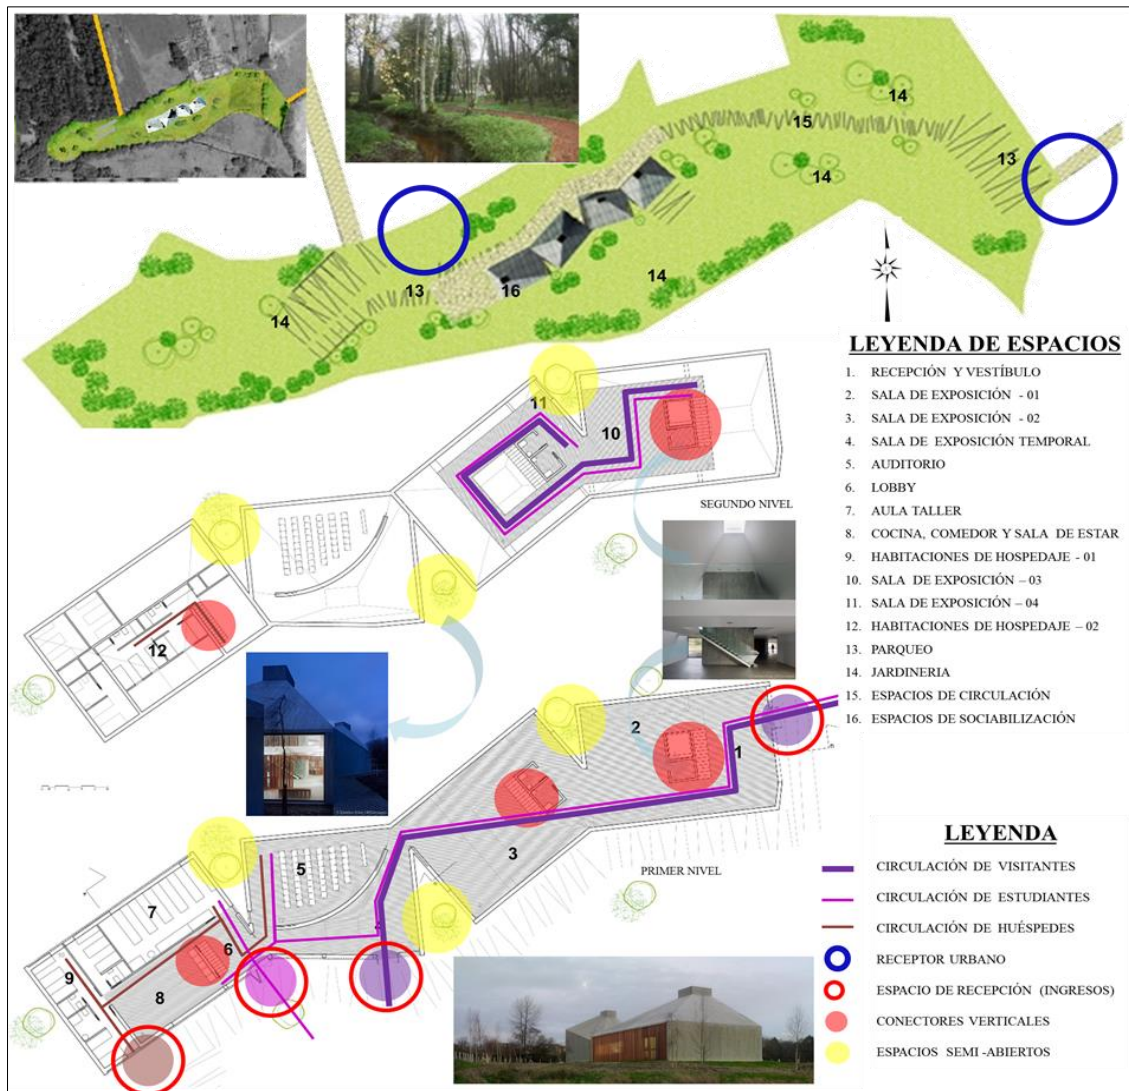 14
15
14
13
14
13
16
14
LEYENDA DE ESPACIOS
1. RECEPCIÓN Y VESTÍBULO
2. SALA DE EXPOSICIÓN - 01
3. SALA DE EXPOSICIÓN - 02
4. SALA DE EXPOSICIÓN TEMPORAL
5. AUDITORIO
6. LOBBY
7. AULA TALLER
8. COCINA, COMEDOR Y SALA DE ESTAR
9. HABITACIONES DE HOSPEDAJE - 01
10. SALA DE EXPOSICIÓN – 03
11. SALA DE EXPOSICIÓN – 04
12. HABITACIONES DE HOSPEDAJE – 02
13. PARQUEO
14. JARDINERIA
15. ESPACIOS DE CIRCULACIÓN
16. ESPACIOS DE SOCIABILIZACIÓN
11
10
SEGUNDO NIVEL
12
2
1
3
PRIMER NIVEL
5
7
6
9
8
LEYENDA
CIRCULACIÓN DE VISITANTES
CIRCULACIÓN DE ESTUDIANTES
CIRCULACIÓN DE HUÉSPEDES
RECEPTOR URBANO
ESPACIO DE RECEPCIÓN (INGRESOS)
CONECTORES VERTICALES
ESPACIOS SEMI -ABIERTOS